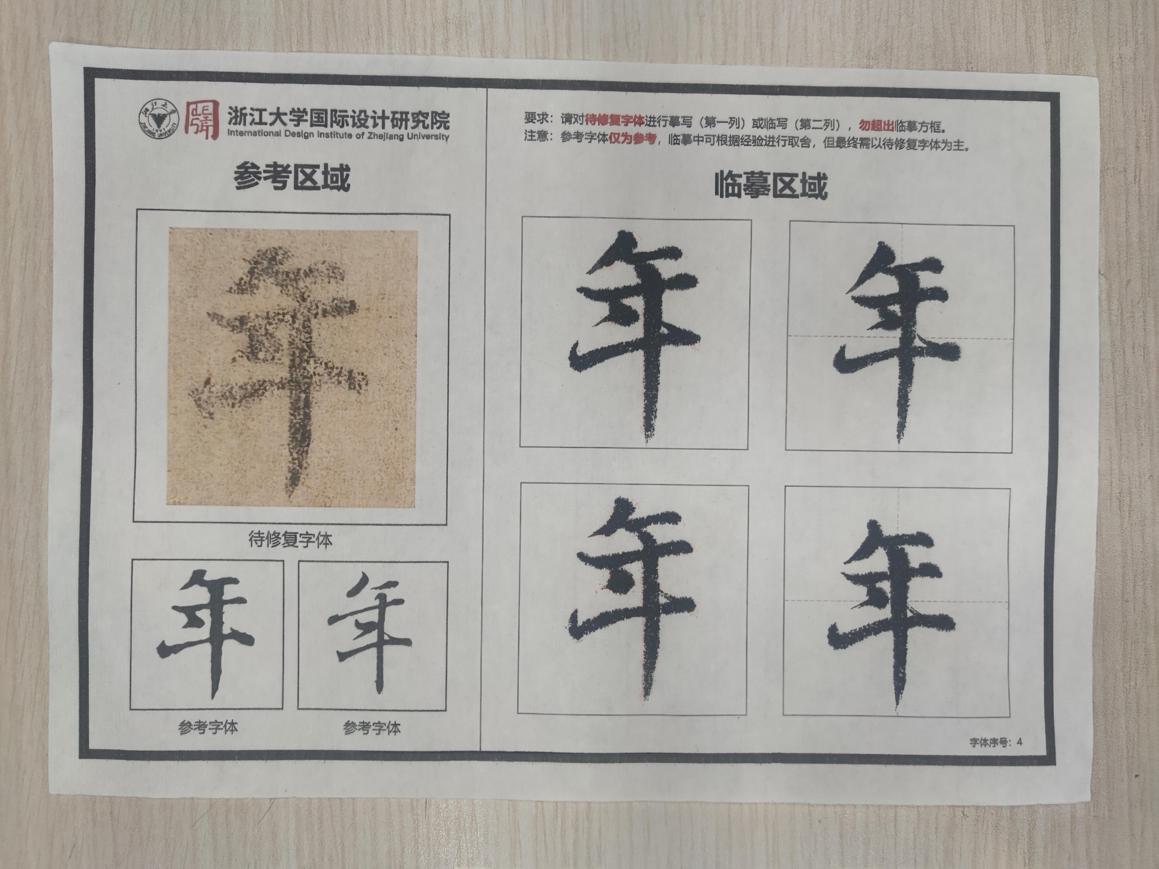 浙江大学国际设计研究院
International Design Institute of Zhejiang University
参考区域
年
待修复字体
年
年
参考字体
参考字体
要求：请对待修复字体进行摹写（第一列）或临写（第二列），勿超出临摹方框。
注意：参考字体仅为参考，临摹中可根据经验进行取舍，但最终需以待修复字体为主。
临摹区域
年
年
年
年
字体序号：4